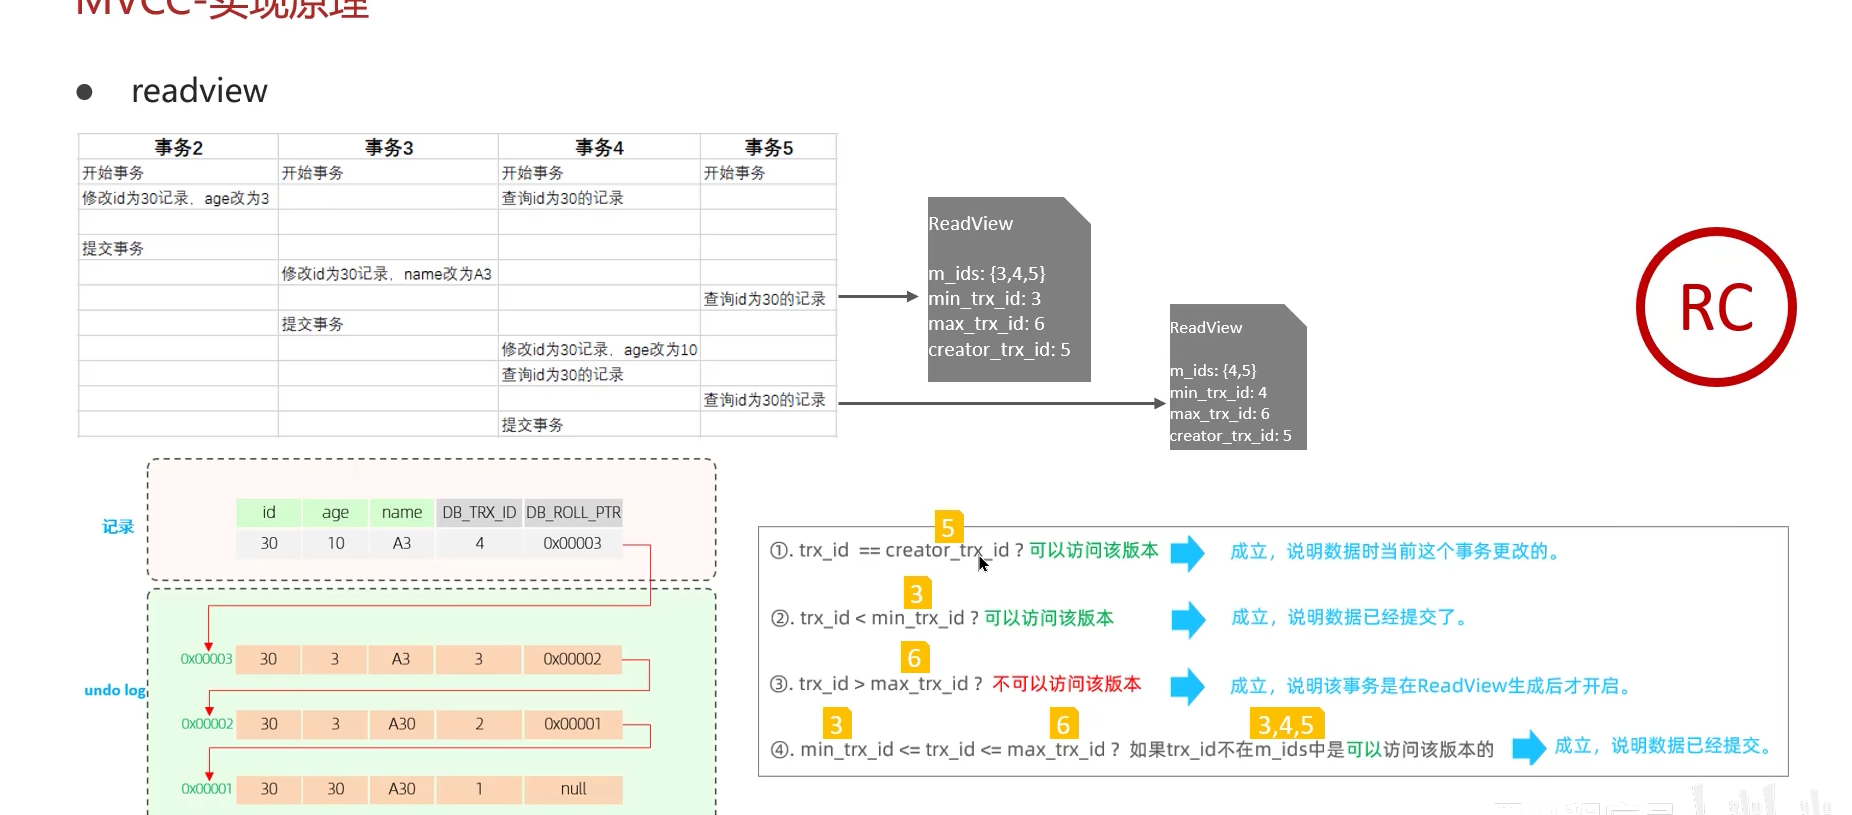 MVCC-实现原理
● readview
事务2 事务3 事务4 事务5
开始事务 开始事务 开始事务 开始事务
修改id为30记录，age改为3 查询id为30的记录
提交事务
修改id为30记录，name改为A3
查询id为30的记录
提交事务
修改id为30记录，age改为10
查询id为30的记录
查询id为30的记录
提交事务
ReadView
m_ids: {3,4,5}
min_trx_id: 3
max_trx_id: 6
creator_trx_id: 5
ReadView
m_ids: {4,5}
min_trx_id: 4
max_trx_id: 6
creator_trx_id: 5
RC
记录
id age name DB_TRX_ID DB_ROLL_PTR
30 10 A3 4 0x00003
undo log
0x00003 30 3 A3 3 0x00002
0x00002 30 3 A30 2 0x00001
0x00001 30 30 A30 1 null
5
①. trx_id == creator_trx_id ? 可以访问该版本 成立，说明数据时当前这个事务更改的。
3
②. trx_id < min_trx_id ? 可以访问该版本 成立，说明数据已经提交了。
6
③. trx_id > max_trx_id ? 不可以访问该版本 成立，说明该事务是在ReadView生成后才开启。
3 6 3,4,5
④. min_trx_id <= trx_id <= max_trx_id ? 如果trx_id不在m_ids中是可以访问该版本的 成立，说明数据已经提交。